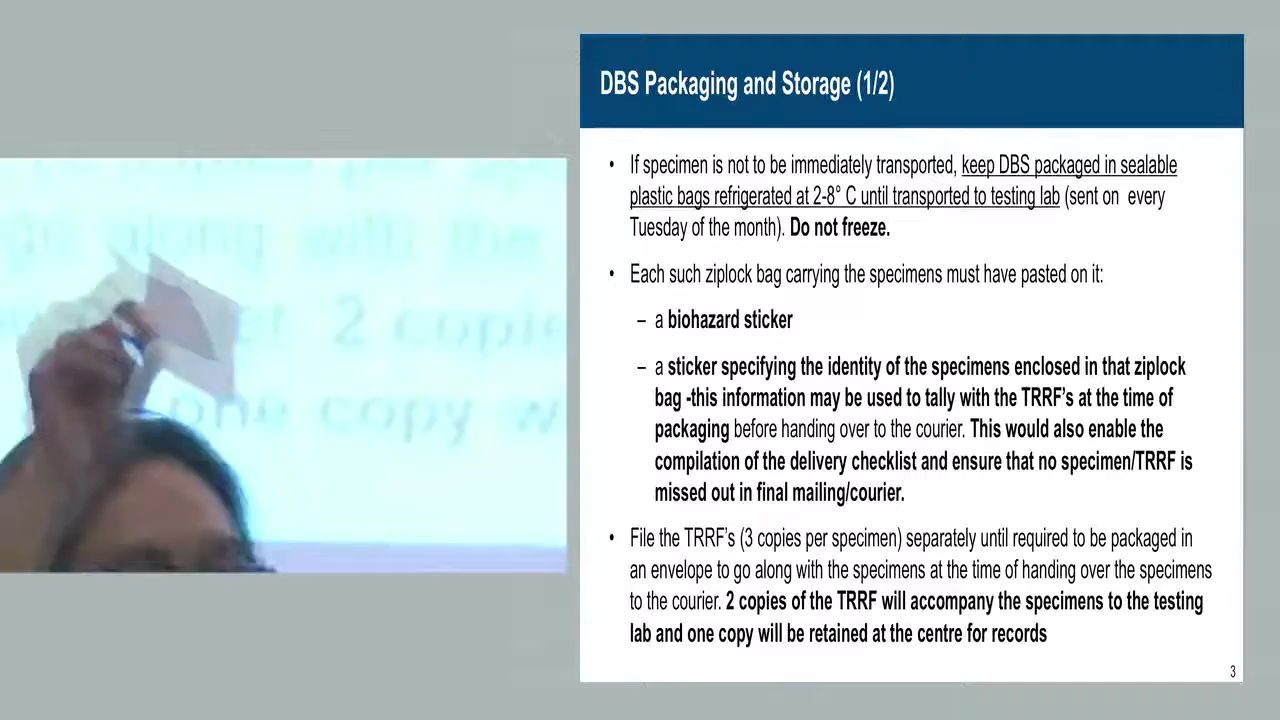 along with the
2 copie
one copy w
DBS Packaging and Storage (1/2)
• If specimen is not to be immediately transported, keep DBS packaged in sealable
plastic bags refrigerated at 2-8° C until transported to testing lab (sent on every
Tuesday of the month). Do not freeze.
• Each such ziplock bag carrying the specimens must have pasted on it:
– a biohazard sticker
– a sticker specifying the identity of the specimens enclosed in that ziplock
bag -this information may be used to tally with the TRRF's at the time of
packaging before handing over to the courier. This would also enable the
compilation of the delivery checklist and ensure that no specimen/TRRF is
missed out in final mailing/courier.
• File the TRRF's (3 copies per specimen) separately until required to be packaged in
an envelope to go along with the specimens at the time of handing over the specimens
to the courier. 2 copies of the TRRF will accompany the specimens to the testing
lab and one copy will be retained at the centre for records
3